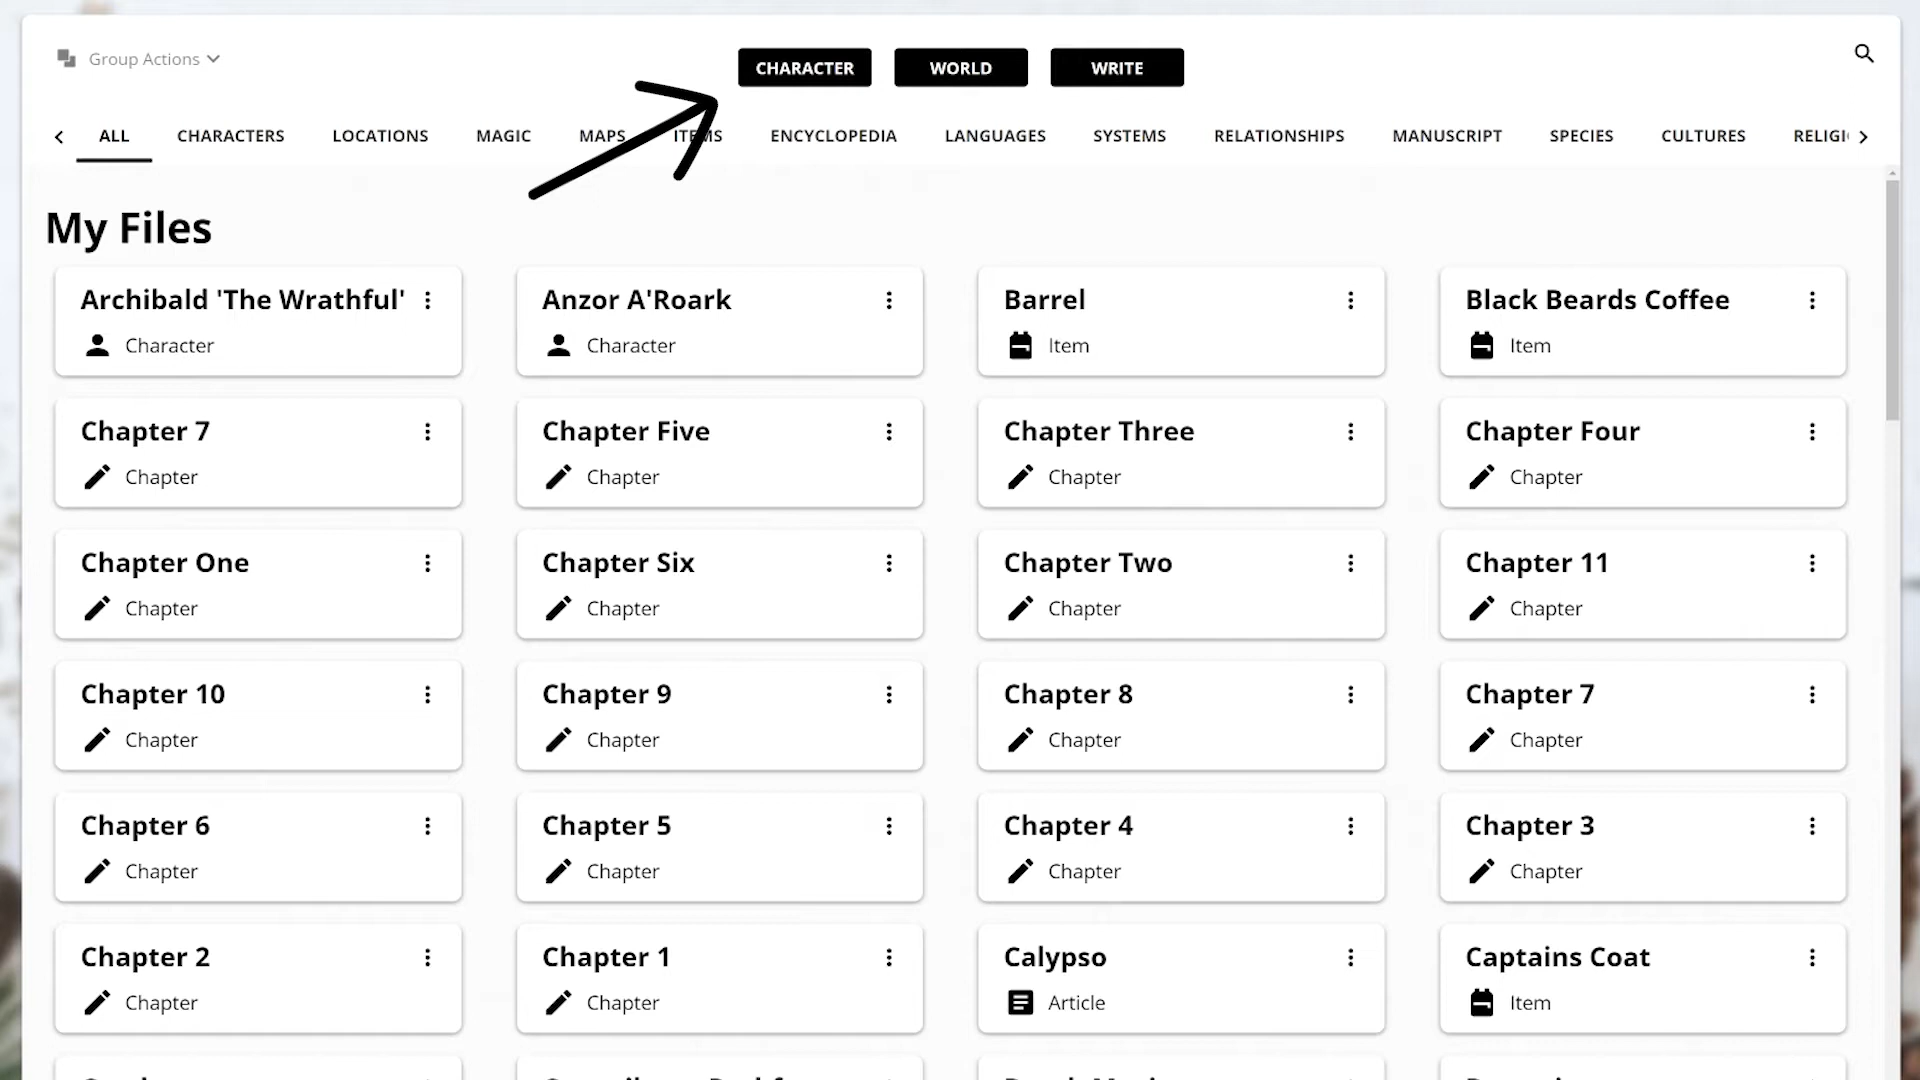 Group Actions
CHARACTER WORLD WRITE
ALL CHARACTERS LOCATIONS MAGIC MAPS ITEMS ENCYCLOPEDIA LANGUAGES SYSTEMS RELATIONSHIPS MANUSCRIPT SPECIES CULTURES
My Files
Archibald 'The Wrathful' Anzor A'Roark Barrel Black Beards Coffee
Character Character Item Item
Chapter 7 Chapter Five Chapter Three Chapter Four
Chapter Chapter Chapter Chapter
Chapter One Chapter Six Chapter Two Chapter 11
Chapter Chapter Chapter Chapter
Chapter 10 Chapter 9 Chapter 8 Chapter 7
Chapter Chapter Chapter Chapter
Chapter 6 Chapter 5 Chapter 4 Chapter 3
Chapter Chapter Chapter Chapter
Chapter 2 Chapter 1 Calypso Captains Coat
Chapter Chapter Article Item